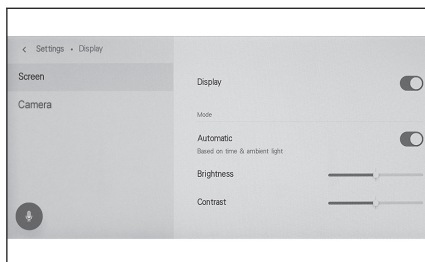 Settings • Display
Screen
Camera
Display
Mode
Automatic
Based on time & ambient light
Brightness
Contrast